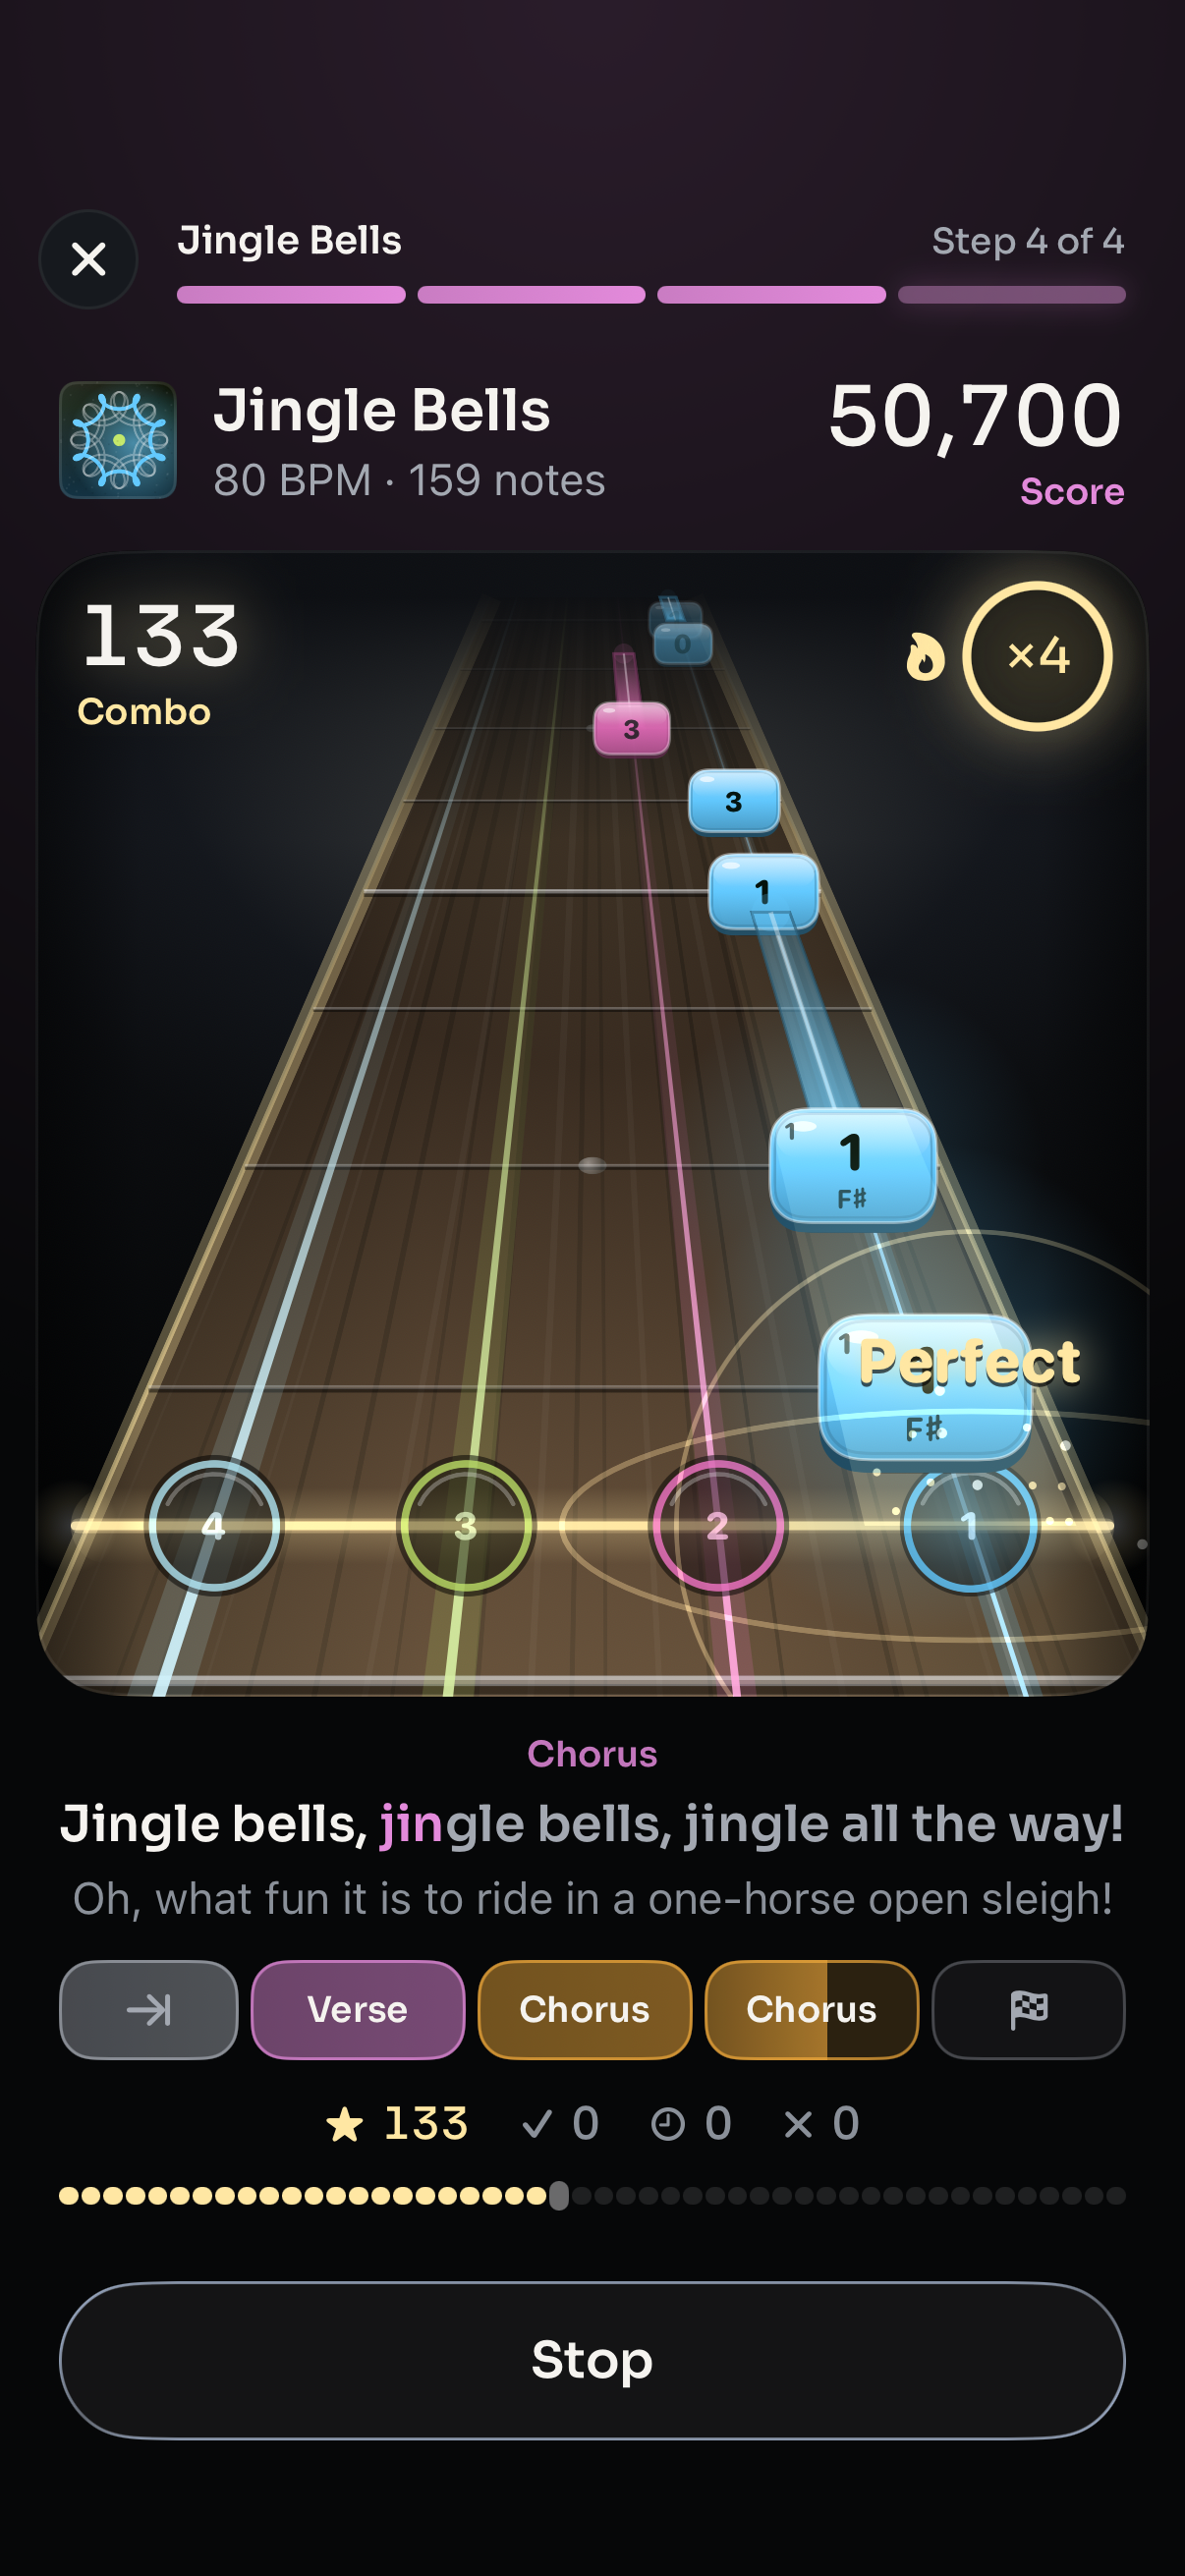 Jingle Bells
Step 4 of 4
Jingle Bells
80 BPM · 159 notes
50,700
Score
133
Combo
×4
0
3
3
1
1
1
F#
1
Perfect
F#
4
3
2
1
Chorus
Jingle bells, jingle bells, jingle all the way!
Oh, what fun it is to ride in a one-horse open sleigh!
Verse
Chorus
Chorus
133
0
0
0
Stop